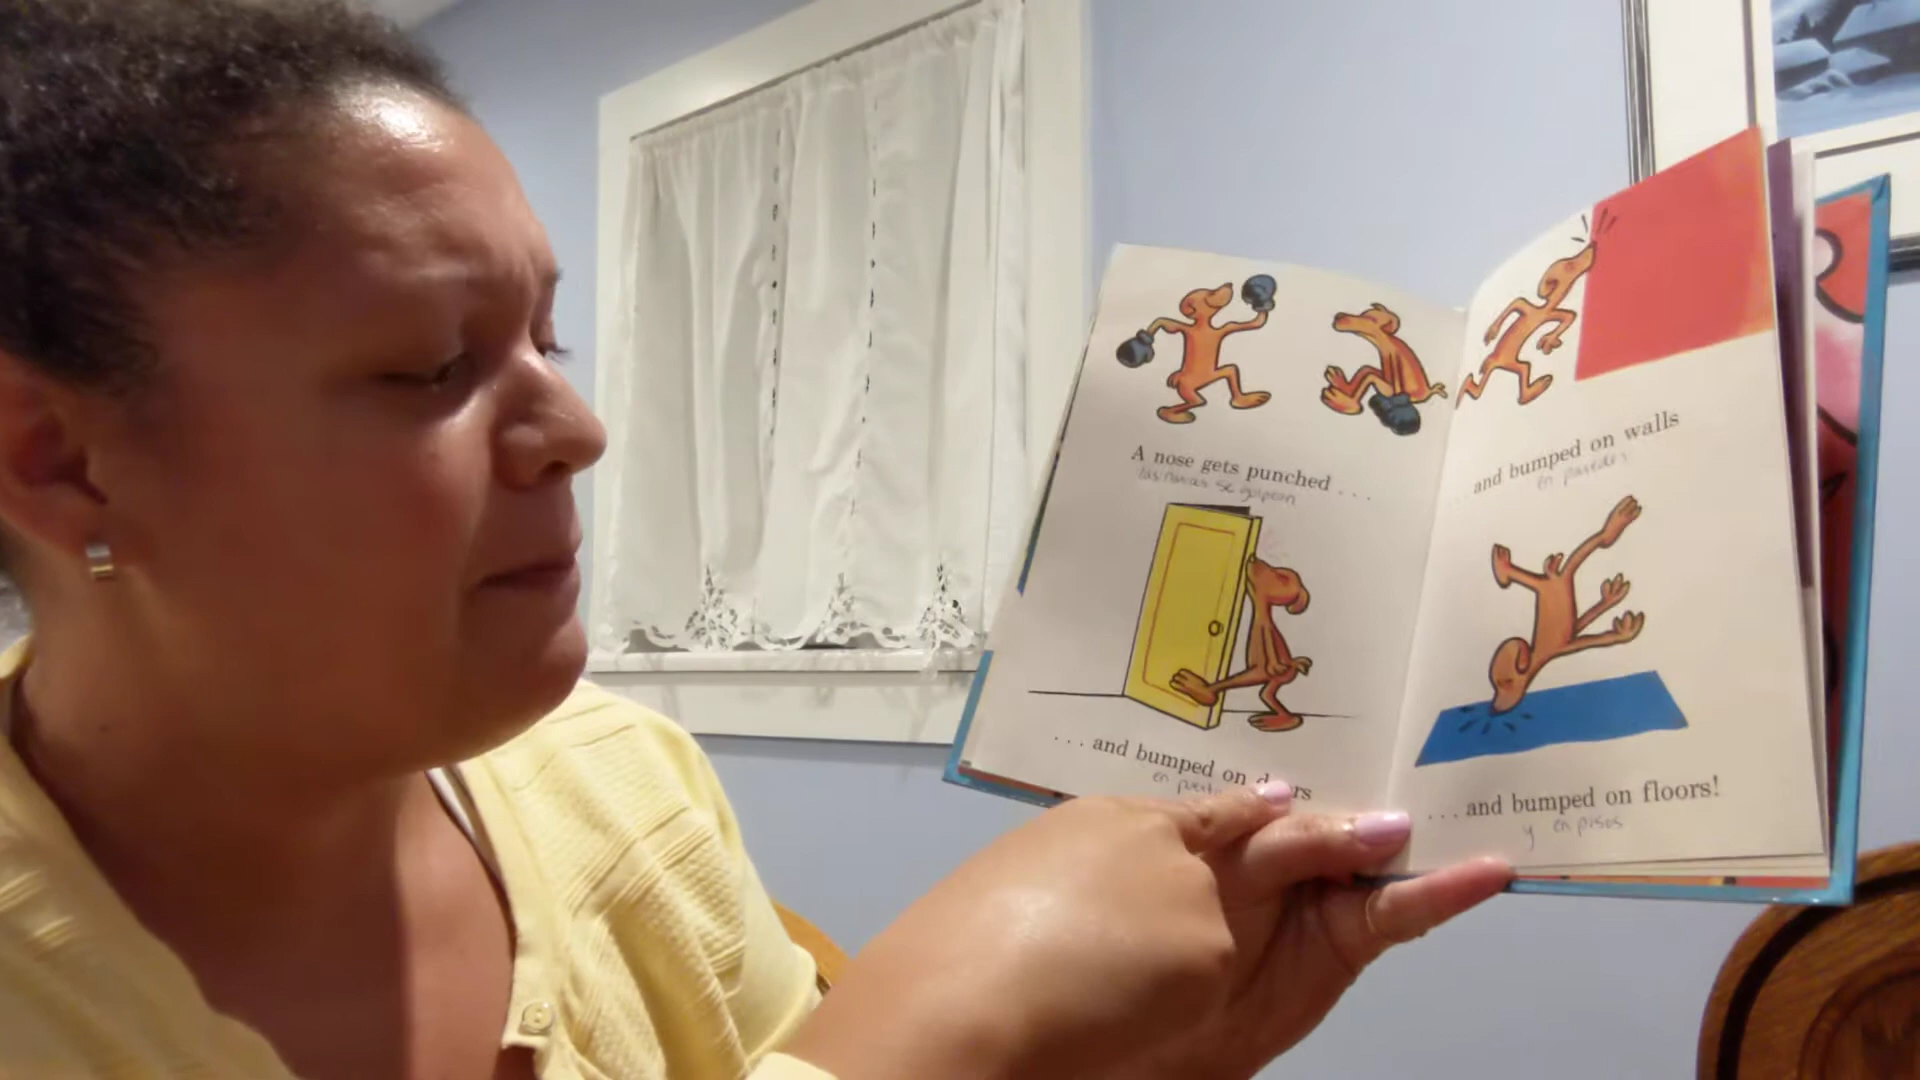 A nose gets punched . . .
las narices se golpean
. . . and bumped on
en
. . . and bumped on walls
en paredes
. . . and bumped on floors!
y en pisos